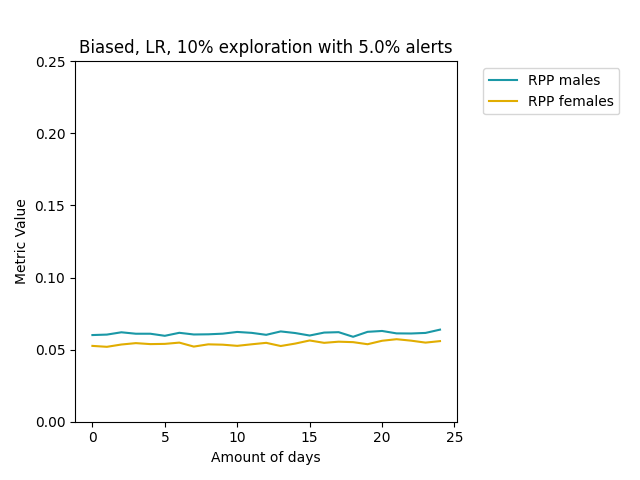 Biased, LR, 10% exploration with 5.0% alerts
RPP males
RPP females
0.25
0.20
0.15
0.10
0.05
0.00
Metric Value
0 5 10 15 20 25
Amount of days